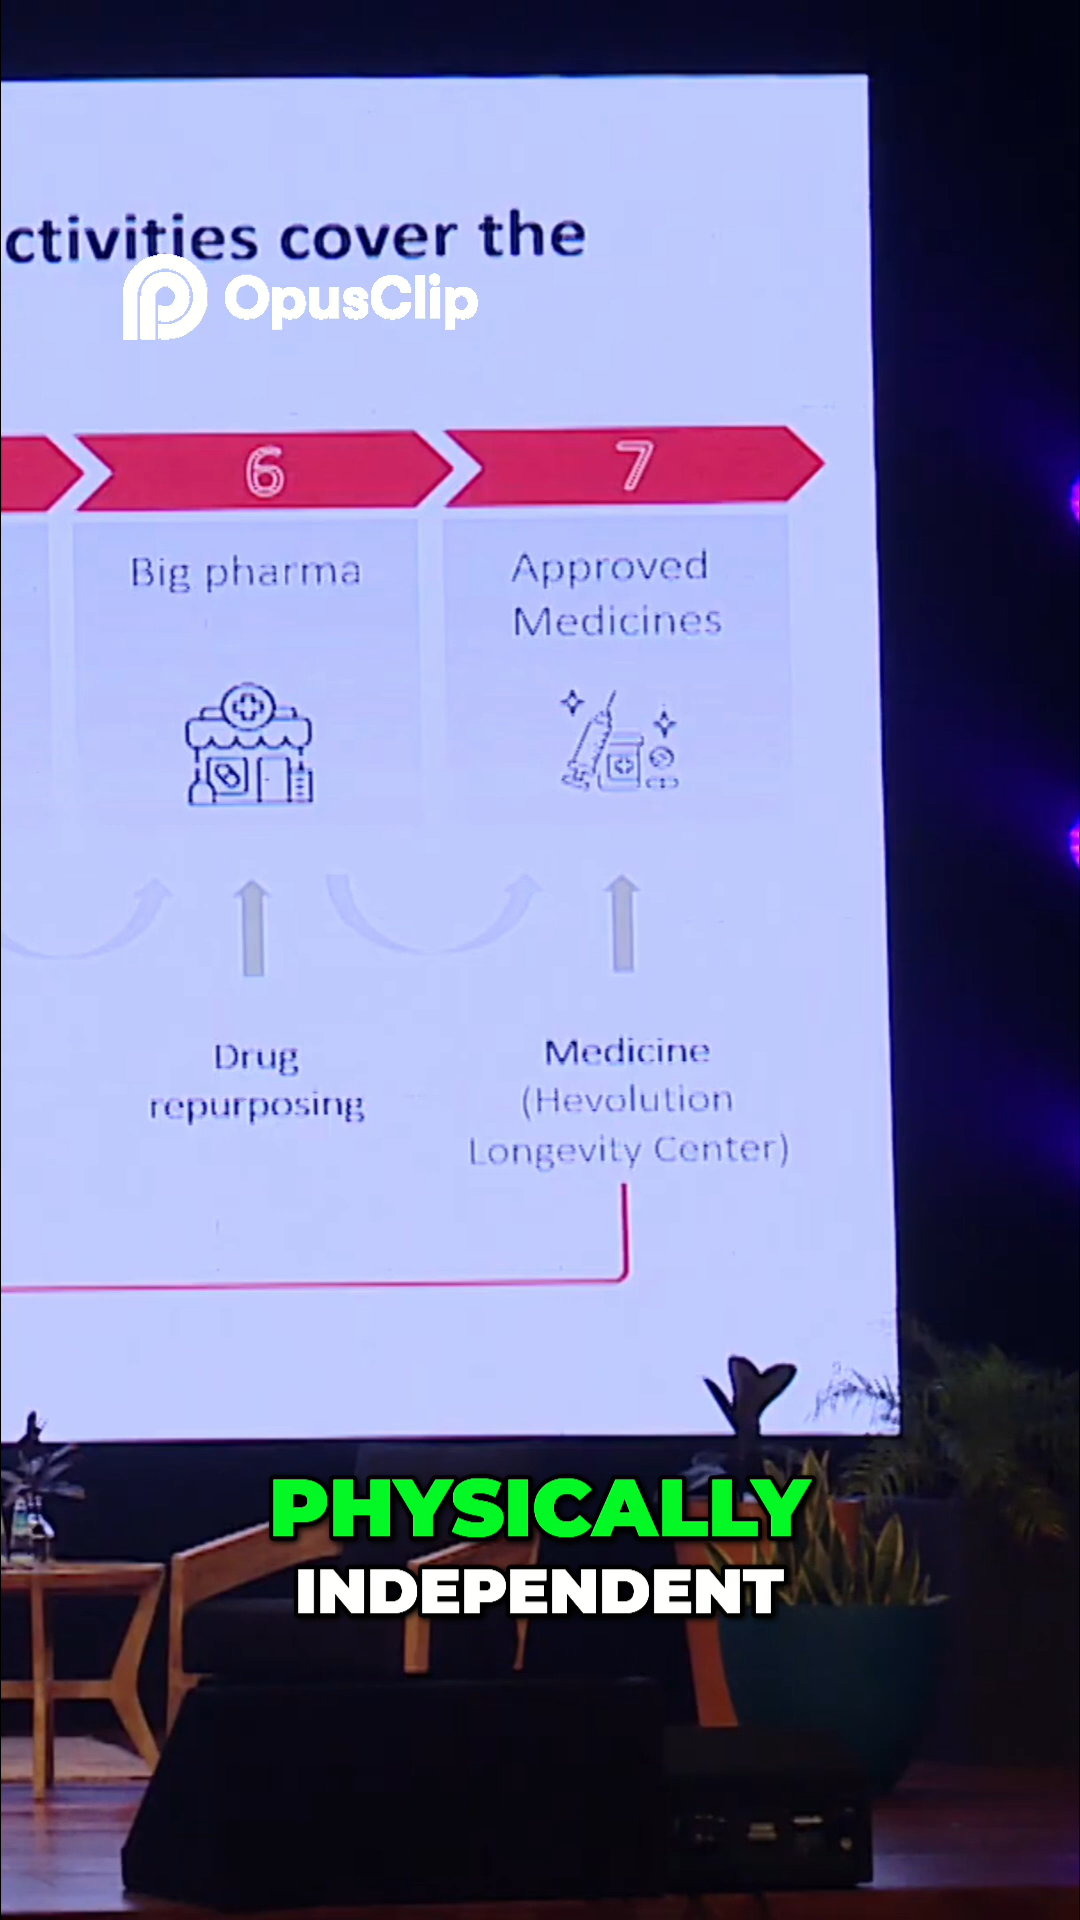 ctivities cover the
OpusClip
6
7
Big pharma
Approved
Medicines
Drug
repurposing
Medicine
(Hevolution
Longevity Center)
PHYSICALLY
INDEPENDENT